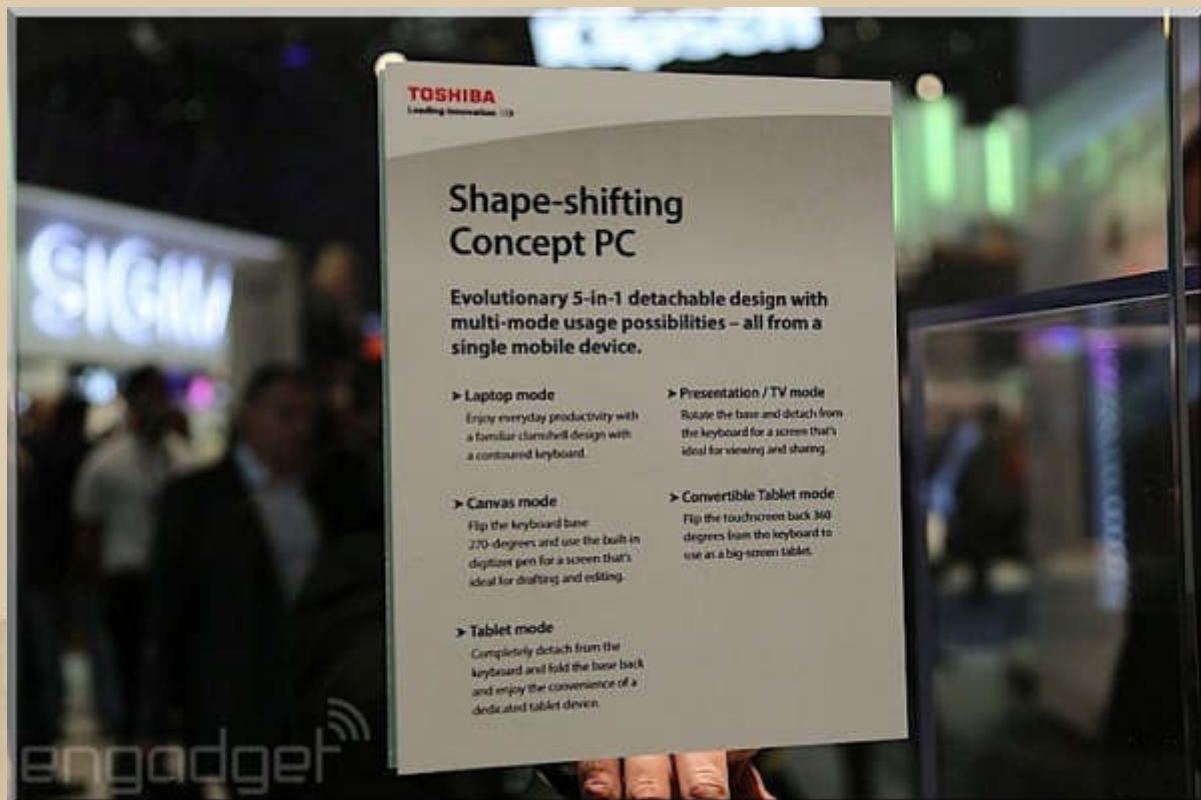 TOSHIBA
Leading Innovation >>>
Shape-shifting
Concept PC
Evolutionary 5-in-1 detachable design with
multi-mode usage possibilities – all from a
single mobile device.
➤ Laptop mode
Enjoy everyday productivity with
a familiar clamshell design with
a contoured keyboard.
➤ Canvas mode
Flip the keyboard base
270-degrees and use the built-in
digitizer pen for a screen that's
ideal for drafting and editing.
➤ Tablet mode
Completely detach from the
keyboard and fold the base back
and enjoy the convenience of a
dedicated tablet device.
➤ Presentation / TV mode
Rotate the base and detach from
the keyboard for a screen that's
ideal for viewing and sharing.
➤ Convertible Tablet mode
Flip the touchscreen back 360
degrees from the keyboard to
use as a big-screen tablet.
SIGMA
engadget